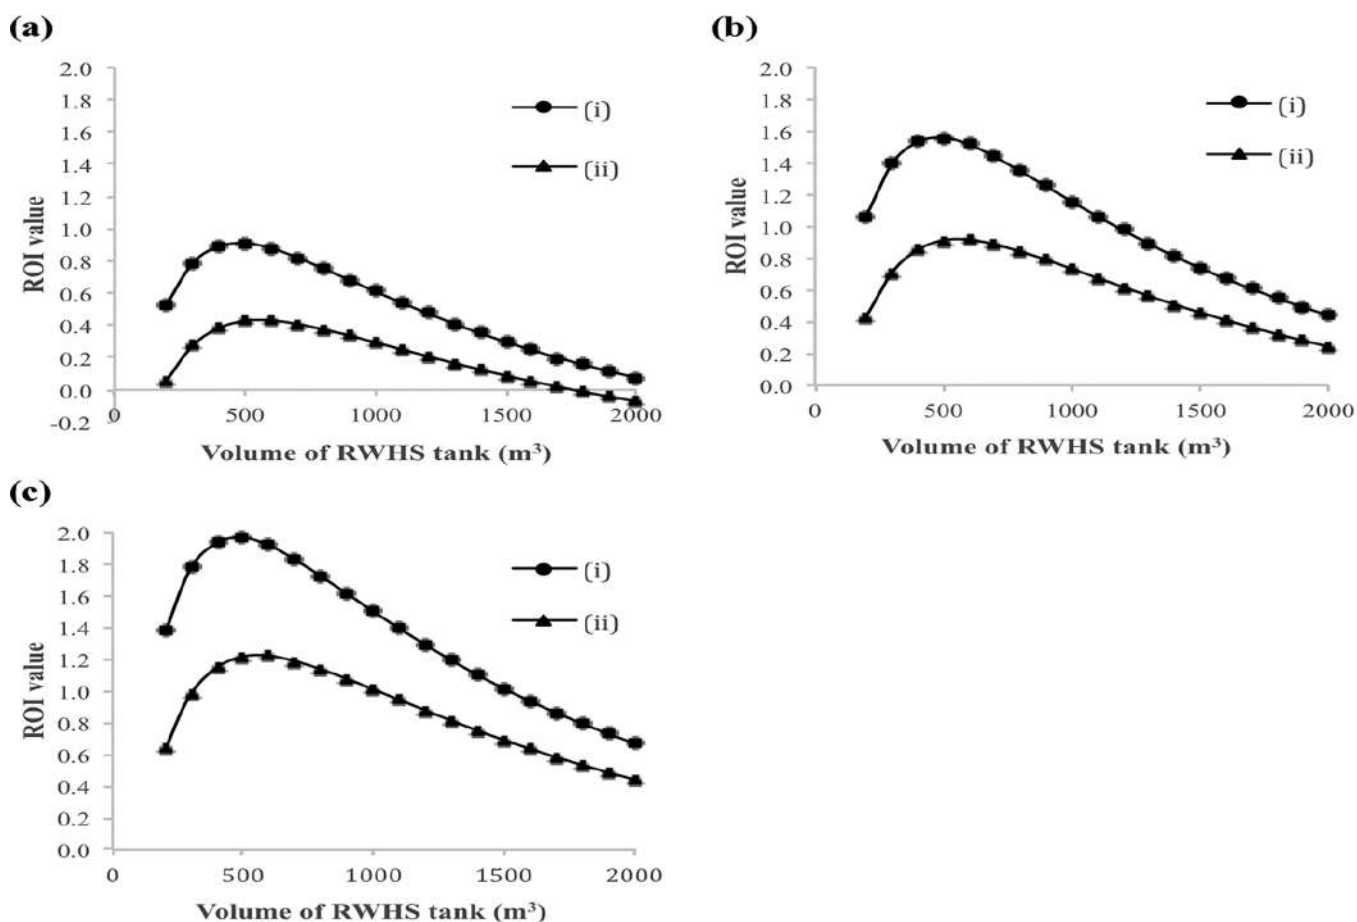 (a)
2.0
1.8
1.6
1.4
1.2
1.0
0.8
0.6
0.4
0.2
0.0
-0.2
ROI value
(i)
(ii)
0 500 1000 1500 2000
Volume of RWHS tank (m³)
(b)
2.0
1.8
1.6
1.4
1.2
1.0
0.8
0.6
0.4
0.2
0.0
ROI value
(i)
(ii)
0 500 1000 1500 2000
Volume of RWHS tank (m³)
(c)
2.0
1.8
1.6
1.4
1.2
1.0
0.8
0.6
0.4
0.2
0.0
ROI value
(i)
(ii)
0 500 1000 1500 2000
Volume of RWHS tank (m³)